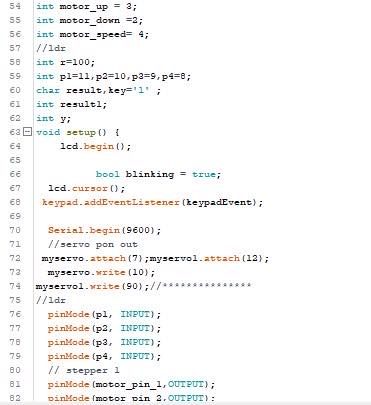 54 int motor_up = 3;
55 int motor_down =2;
56 int motor_speed= 4;
57 //ldr
58 int r=100;
59 int p1=11,p2=10,p3=9,p4=8;
60 char result,key='1' ;
61 int result1;
62 int y;
63 void setup() {
64 lcd.begin();
65
66 bool blinking = true;
67 lcd.cursor();
68 keypad.addEventListener(keypadEvent);
69
70 Serial.begin(9600);
71 //servo pon out
72 myservo.attach(7);myservo1.attach(12);
73 myservo.write(10);
74 myservo1.write(90);//****************
75 //ldr
76 pinMode(p1, INPUT);
77 pinMode(p2, INPUT);
78 pinMode(p3, INPUT);
79 pinMode(p4, INPUT);
80 // stepper 1
81 pinMode(motor_pin_1,OUTPUT);
82 pinMode(motor_pin_2,OUTPUT);